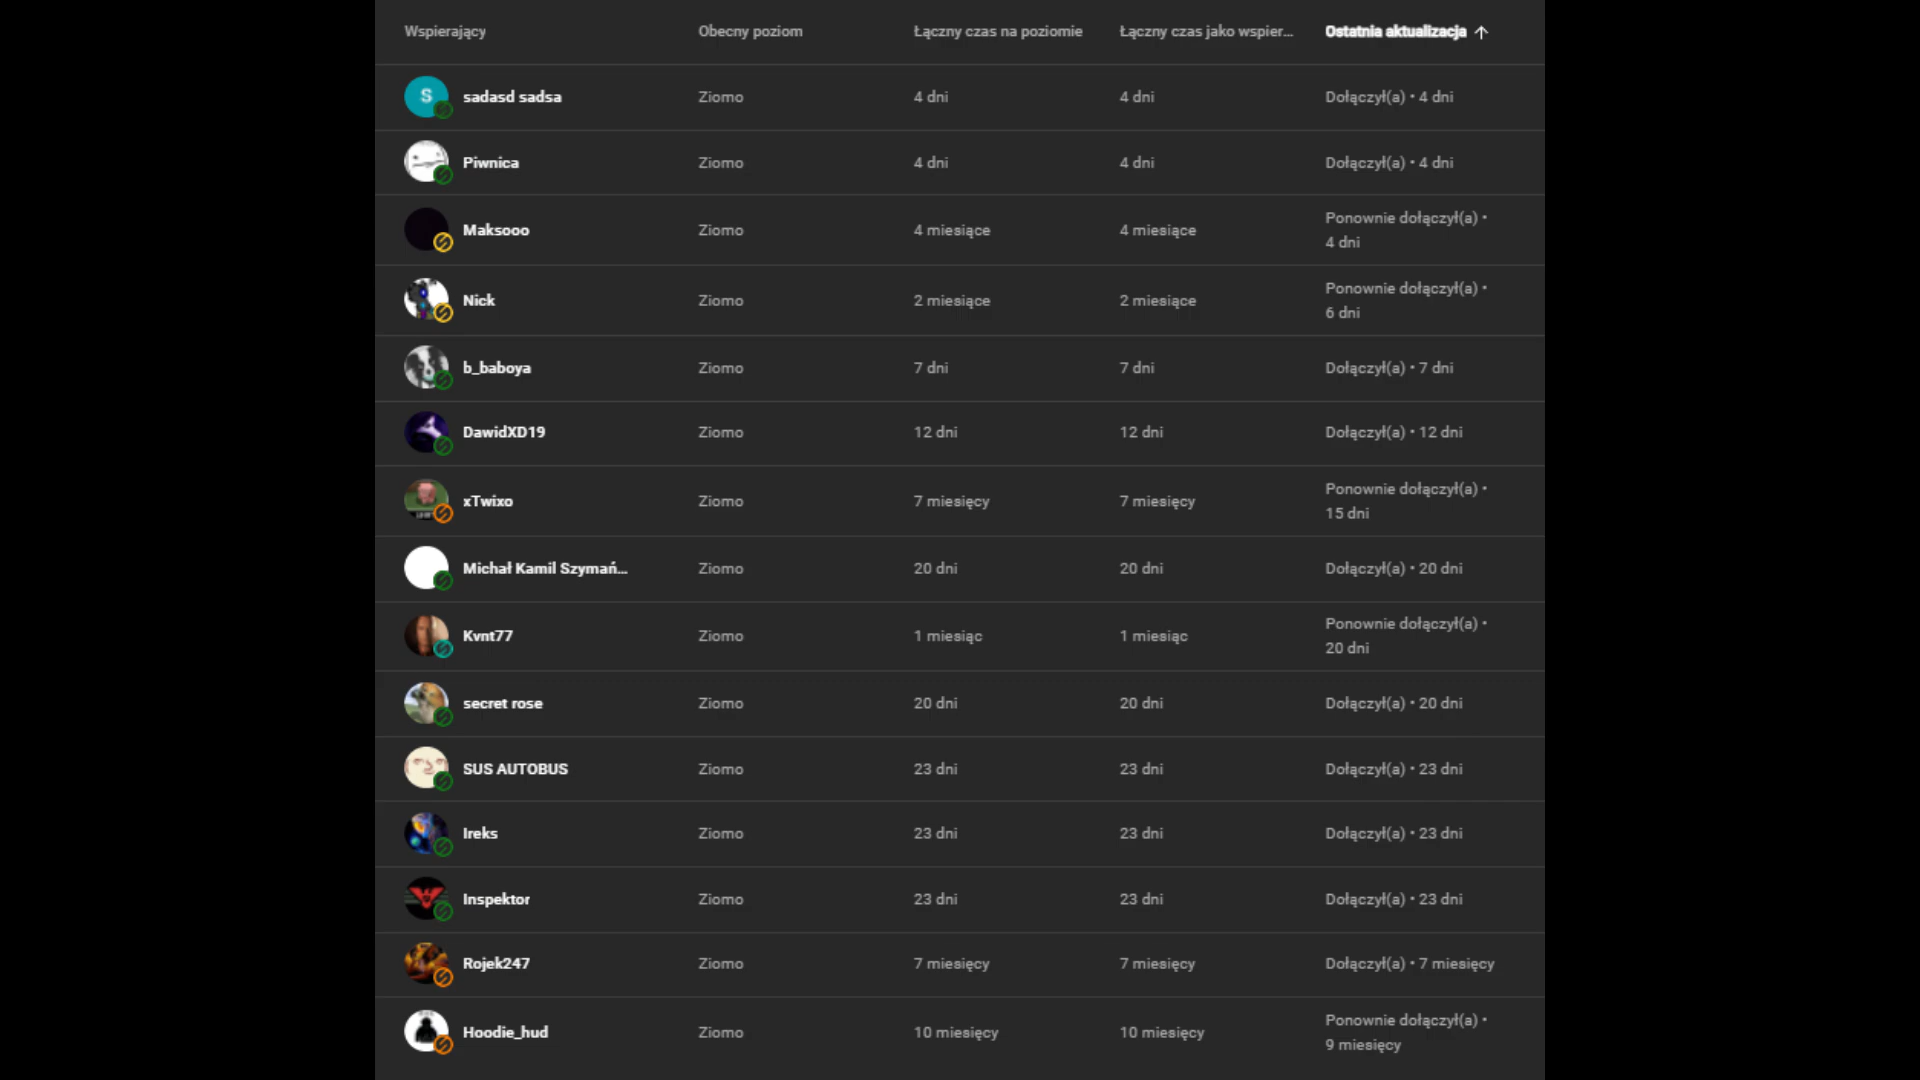 Wspierający Obecny poziom Łączny czas na poziomie Łączny czas jako wspier... Ostatnia aktualizacja
S sadasd sadsa Ziomo 4 dni 4 dni Dołączył(a) • 4 dni
Piwnica Ziomo 4 dni 4 dni Dołączył(a) • 4 dni
Maksooo Ziomo 4 miesiące 4 miesiące Ponownie dołączył(a) •
4 dni
Nick Ziomo 2 miesiące 2 miesiące Ponownie dołączył(a) •
6 dni
b_baboya Ziomo 7 dni 7 dni Dołączył(a) • 7 dni
DawidXD19 Ziomo 12 dni 12 dni Dołączył(a) • 12 dni
xTwixo Ziomo 7 miesięcy 7 miesięcy Ponownie dołączył(a) •
15 dni
Michał Kamil Szymań... Ziomo 20 dni 20 dni Dołączył(a) • 20 dni
Kvnt77 Ziomo 1 miesiąc 1 miesiąc Ponownie dołączył(a) •
20 dni
secret rose Ziomo 20 dni 20 dni Dołączył(a) • 20 dni
SUS AUTOBUS Ziomo 23 dni 23 dni Dołączył(a) • 23 dni
Ireks Ziomo 23 dni 23 dni Dołączył(a) • 23 dni
Inspektor Ziomo 23 dni 23 dni Dołączył(a) • 23 dni
Rojek247 Ziomo 7 miesięcy 7 miesięcy Dołączył(a) • 7 miesięcy
Hoodie_hud Ziomo 10 miesięcy 10 miesięcy Ponownie dołączył(a) •
9 miesięcy